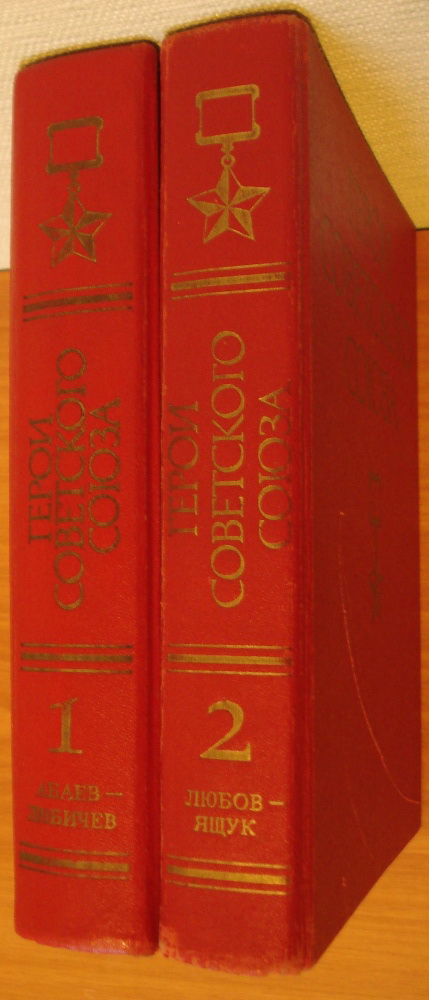 ГЕРОИ
СОВЕТСКОГО
СОЮЗА
1
АБАЕВ –
ЛЮБИЧЕВ
ГЕРОИ
СОВЕТСКОГО
СОЮЗА
2
ЛЮБОВ –
ЯЩУК